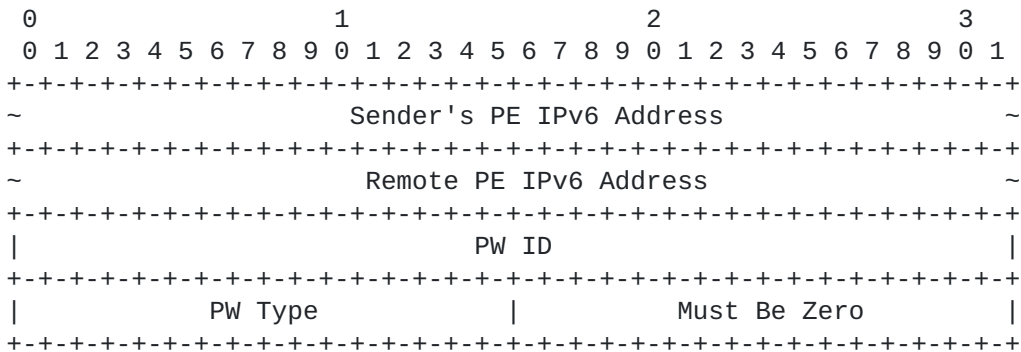 0                   1                   2                   3
 0 1 2 3 4 5 6 7 8 9 0 1 2 3 4 5 6 7 8 9 0 1 2 3 4 5 6 7 8 9 0 1
+-+-+-+-+-+-+-+-+-+-+-+-+-+-+-+-+-+-+-+-+-+-+-+-+-+-+-+-+-+-+-+-+
~                     Sender's PE IPv6 Address                  ~
+-+-+-+-+-+-+-+-+-+-+-+-+-+-+-+-+-+-+-+-+-+-+-+-+-+-+-+-+-+-+-+-+
~                      Remote PE IPv6 Address                   ~
+-+-+-+-+-+-+-+-+-+-+-+-+-+-+-+-+-+-+-+-+-+-+-+-+-+-+-+-+-+-+-+-+
|                             PW ID                             |
+-+-+-+-+-+-+-+-+-+-+-+-+-+-+-+-+-+-+-+-+-+-+-+-+-+-+-+-+-+-+-+-+
|            PW Type            |          Must Be Zero         |
+-+-+-+-+-+-+-+-+-+-+-+-+-+-+-+-+-+-+-+-+-+-+-+-+-+-+-+-+-+-+-+-+